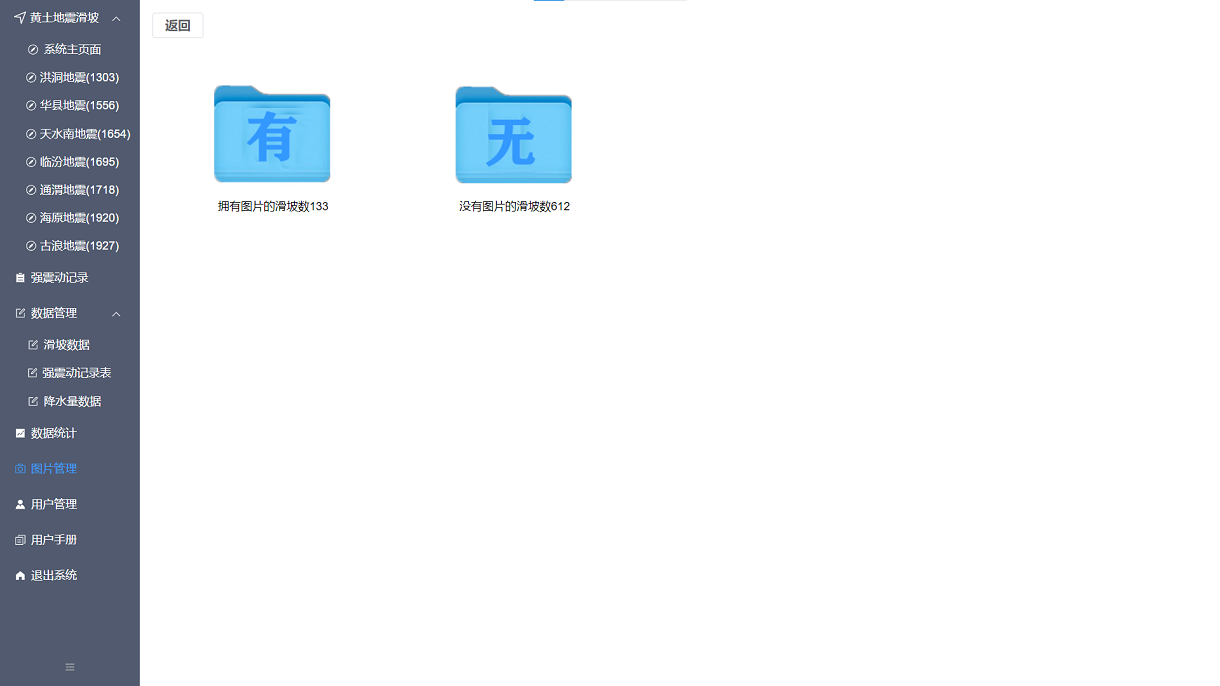 黄土地震滑坡
系统主页面
洪洞地震(1303)
华县地震(1556)
天水南地震(1654)
临汾地震(1695)
通渭地震(1718)
海原地震(1920)
古浪地震(1927)
强震动记录
数据管理
滑坡数据
强震动记录表
降水量数据
数据统计
图片管理
用户管理
用户手册
退出系统
返回
有
无
拥有图片的滑坡数133
没有图片的滑坡数612